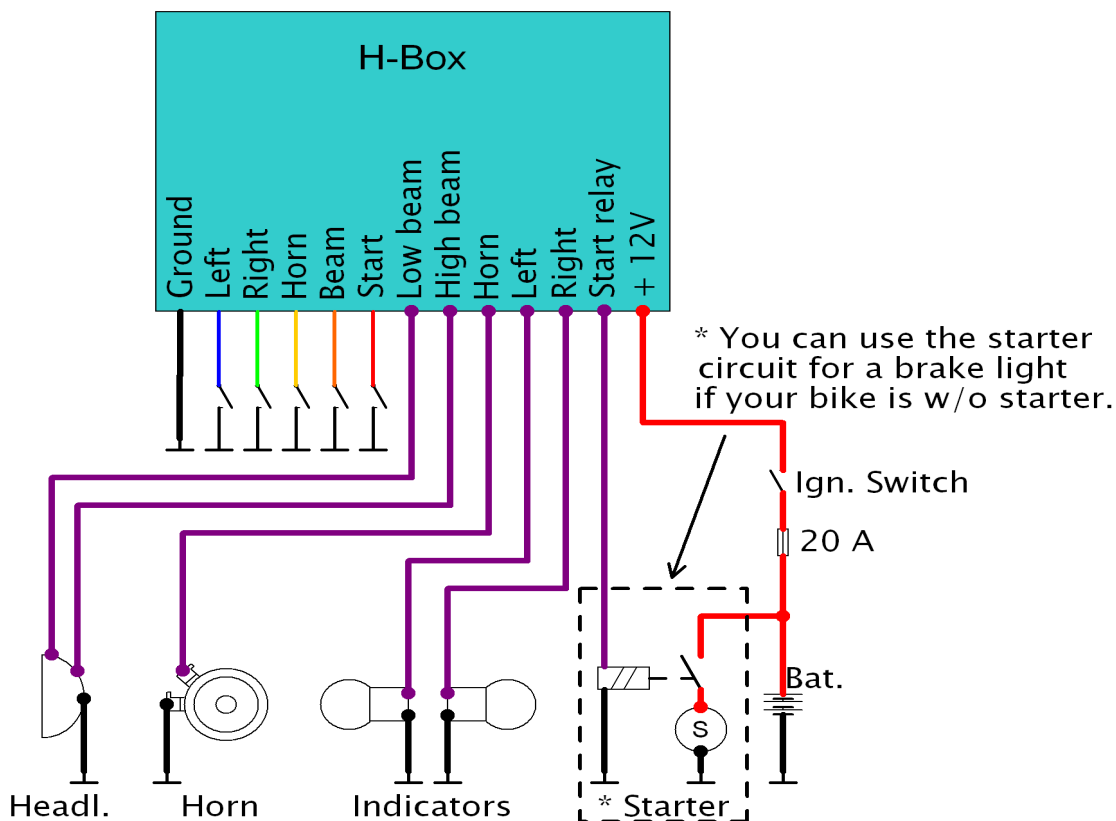 H-Box
Ground
Left
Right
Horn
Beam
Start
Low beam
High beam
Horn
Left
Right
Start relay
+ 12V
* You can use the starter
circuit for a brake light
if your bike is w/o starter.
Ign. Switch
20 A
Bat.
S
Headl.
Horn
Indicators
* Starter